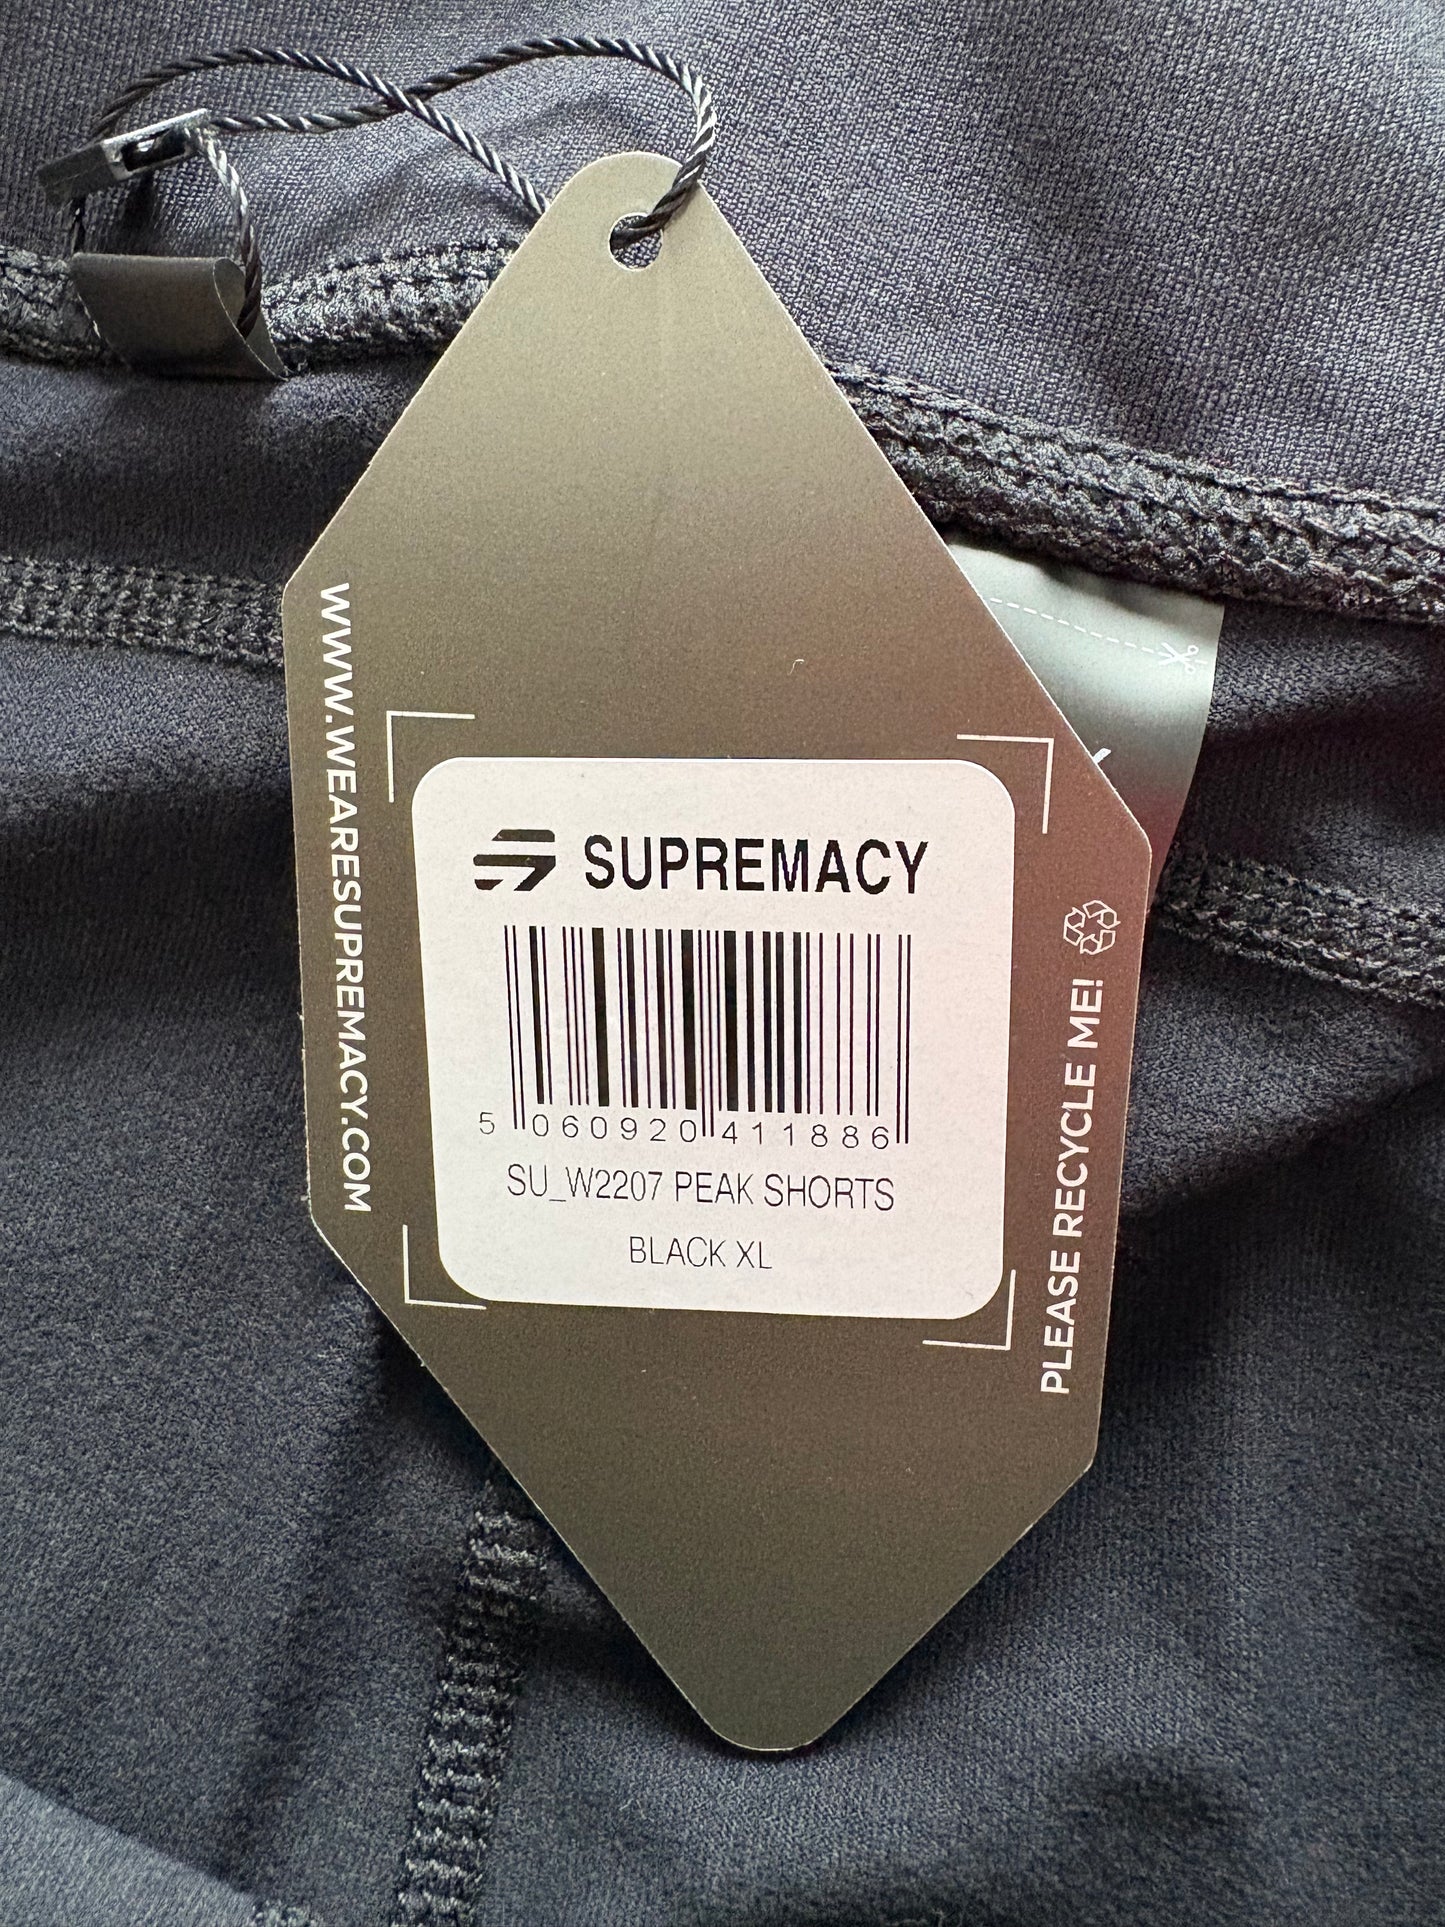 WWW.WEARESUPREMACY.COM
SUPREMACY
5 060920 411886
SU_W2207 PEAK SHORTS
BLACK XL
PLEASE RECYCLE ME!